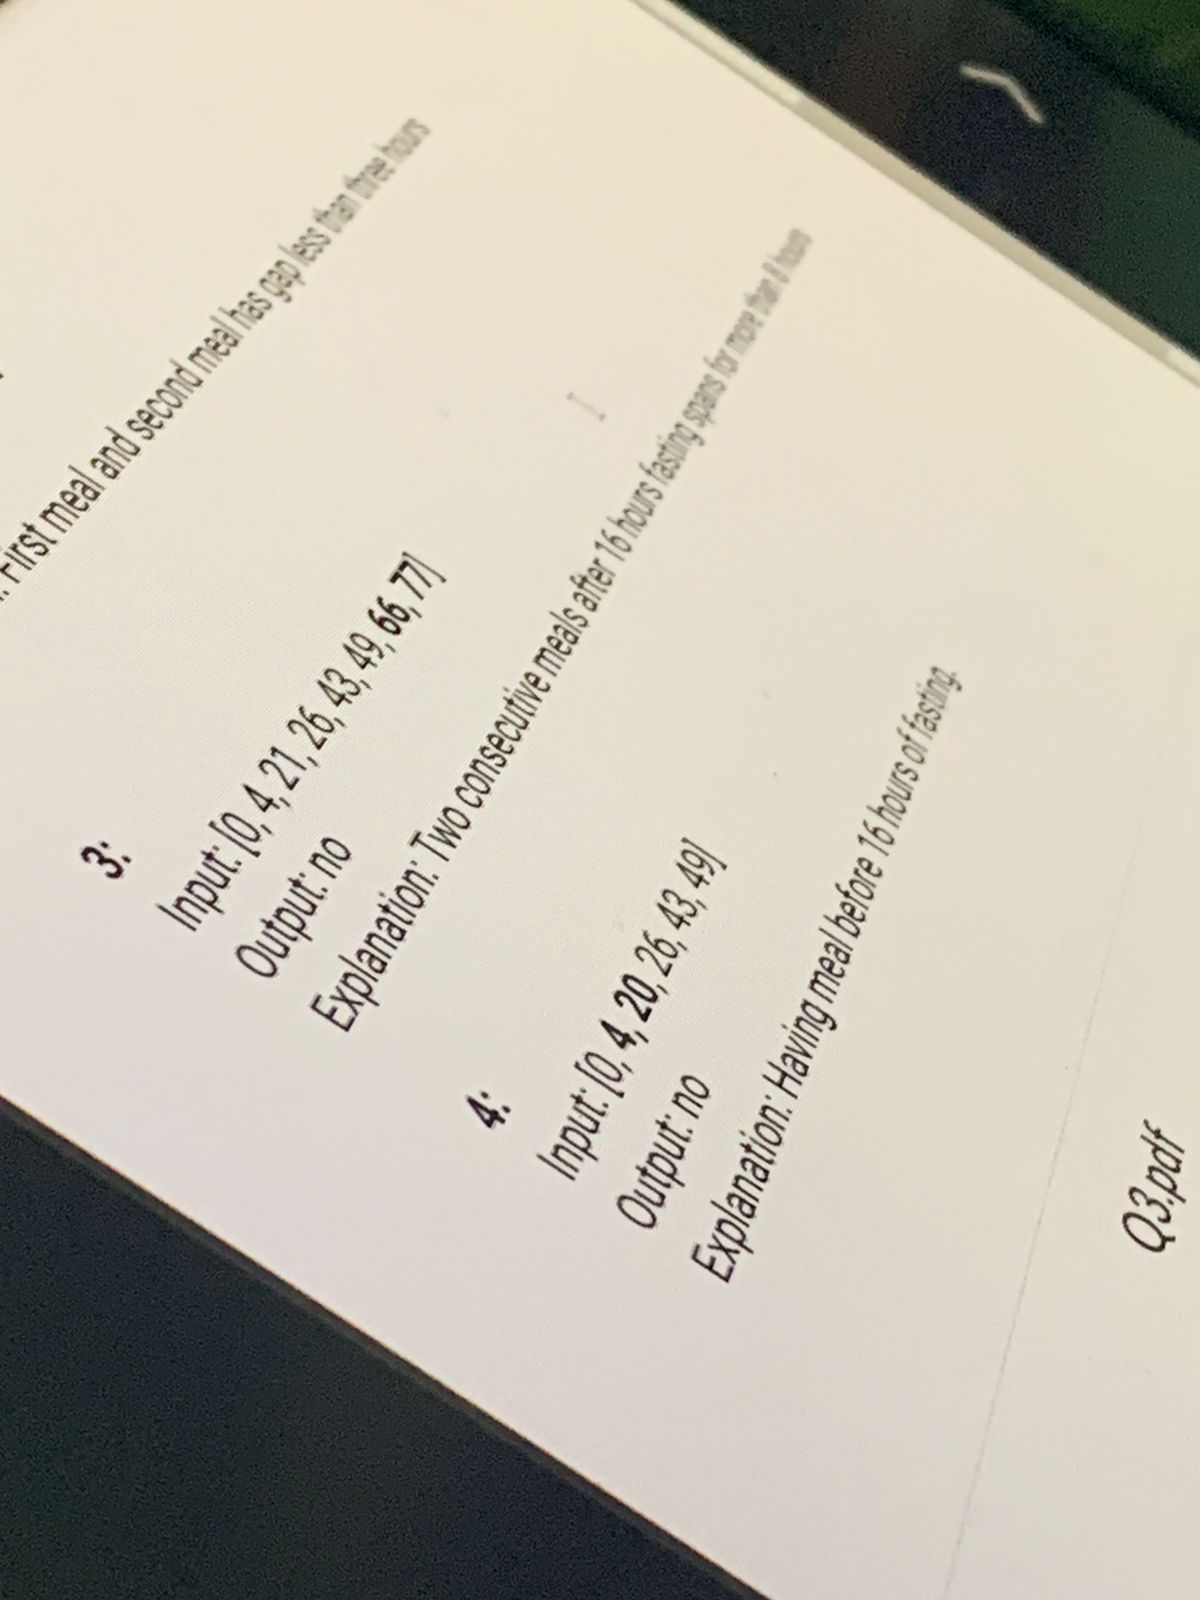 First meal and second meal has gap less than three hours
3:
Input: [0, 4, 21, 26, 43, 49, 66, 77]
Output: no
Explanation: Two consecutive meals after 16 hours fasting spans for more than 8 hours
4:
Input: [0, 4, 20, 26, 43, 49]
Output: no
Explanation: Having meal before 16 hours of fasting.
Q3.pdf